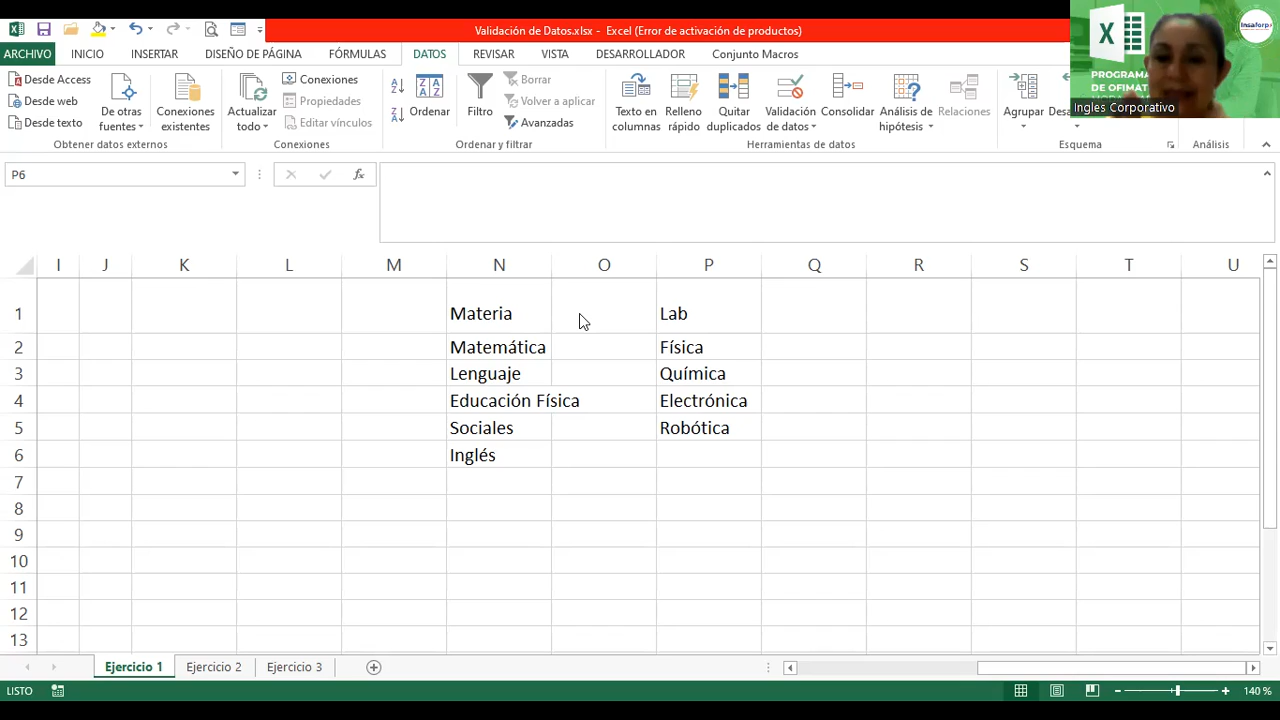 Validación de Datos.xlsx - Excel (Error de activación de productos)
ARCHIVO INICIO INSERTAR DISEÑO DE PÁGINA FÓRMULAS DATOS REVISAR VISTA DESARROLLADOR Conjunto Macros
Desde Access
Desde web
Desde texto
De otras fuentes
Conexiones existentes
Obtener datos externos
Actualizar todo
Conexiones
Propiedades
Editar vínculos
Conexiones
Ordenar
Filtro
Borrar
Volver a aplicar
Avanzadas
Ordenar y filtrar
Texto en columnas
Relleno rápido
Quitar duplicados
Validación de datos
Consolidar
Análisis de hipótesis
Relaciones
Herramientas de datos
Agrupar
Esquema
Análisis
PROGRAMA
DE OFIMAT
Ingles Corporativo
Insaforp
P6
fx
I J K L M N O P Q R S T U
1 Materia Lab
2 Matemática Física
3 Lenguaje Química
4 Educación Física Electrónica
5 Sociales Robótica
6 Inglés
7
8
9
10
11
12
13
Ejercicio 1 Ejercicio 2 Ejercicio 3
LISTO 140 %